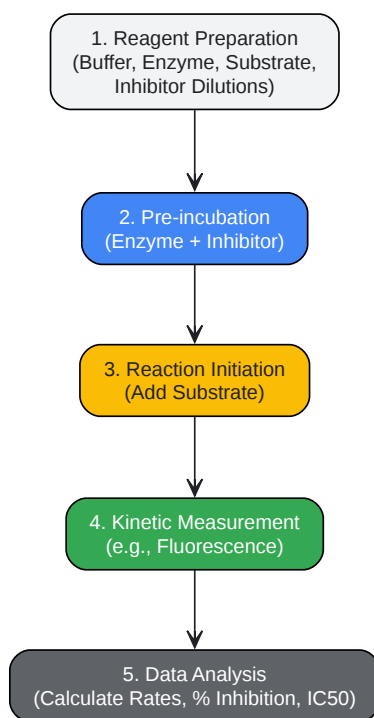 1. Reagent Preparation
(Buffer, Enzyme, Substrate,
Inhibitor Dilutions)
2. Pre-incubation
(Enzyme + Inhibitor)
3. Reaction Initiation
(Add Substrate)
4. Kinetic Measurement
(e.g., Fluorescence)
5. Data Analysis
(Calculate Rates, % Inhibition, IC50)